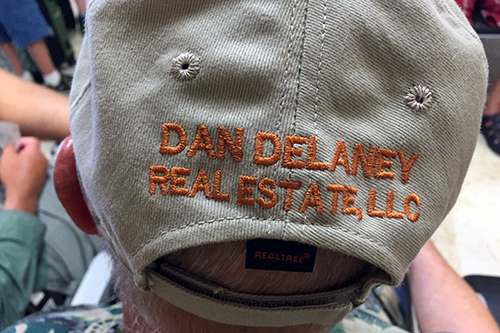 DAN DELANEY
REAL ESTATE, LLC
REALTREE